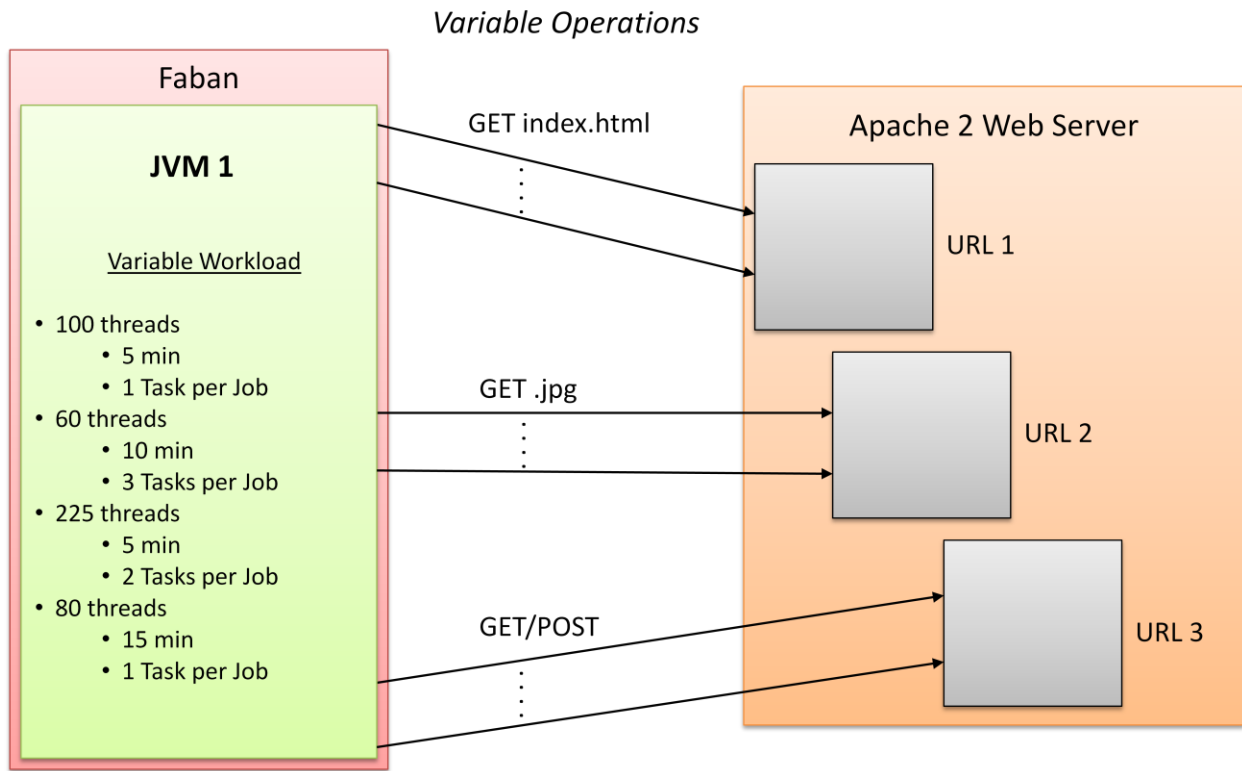 Variable Operations
Faban
JVM 1
Variable Workload
• 100 threads
• 5 min
• 1 Task per Job
• 60 threads
• 10 min
• 3 Tasks per Job
• 225 threads
• 5 min
• 2 Tasks per Job
• 80 threads
• 15 min
• 1 Task per Job
GET index.html
GET .jpg
GET/POST
Apache 2 Web Server
URL 1
URL 2
URL 3